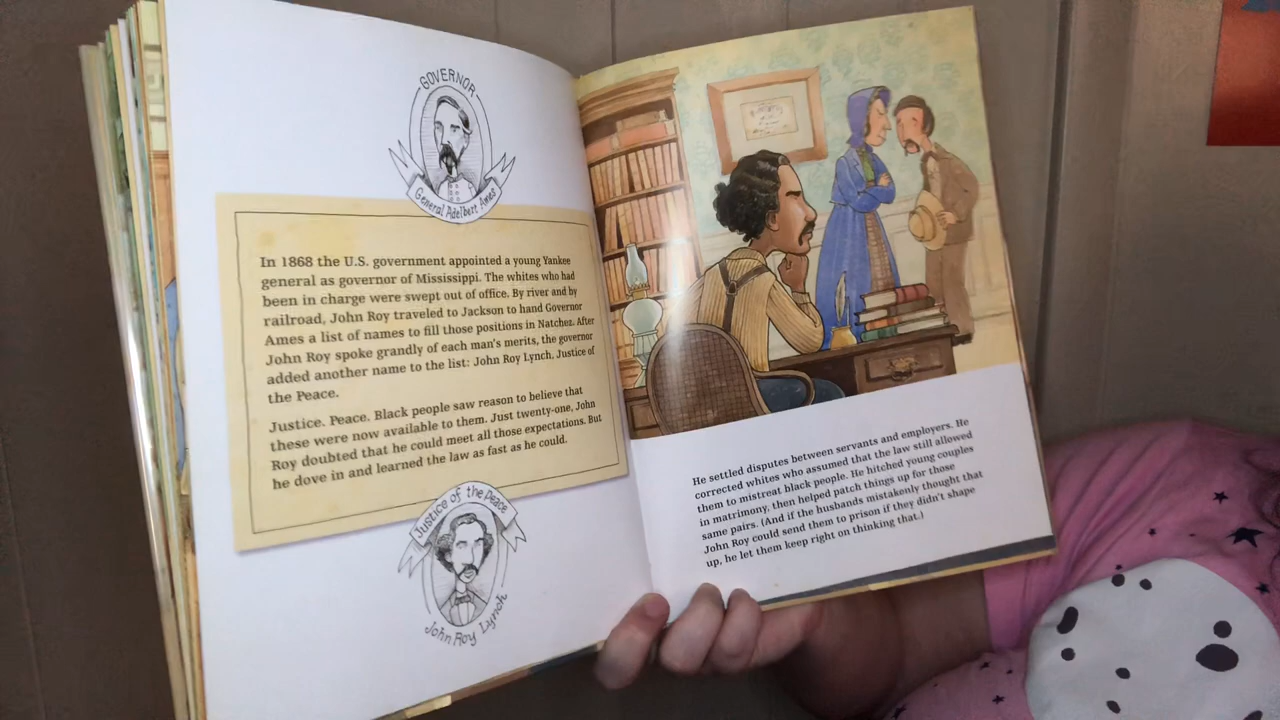 GOVERNOR
General Adelbert Ames
In 1868 the U.S. government appointed a young Yankee
general as governor of Mississippi. The whites who had
been in charge were swept out of office. By river and by
railroad, John Roy traveled to Jackson to hand Governor
Ames a list of names to fill those positions in Natchez. After
John Roy spoke grandly of each man's merits, the governor
added another name to the list: John Roy Lynch, Justice of
the Peace.
Justice. Peace. Black people saw reason to believe that
these were now available to them. Just twenty-one, John
Roy doubted that he could meet all those expectations. But
he dove in and learned the law as fast as he could.
Justice of the Peace
John Roy Lynch
He settled disputes between servants and employers. He
corrected whites who assumed that the law still allowed
them to mistreat black people. He hitched young couples
in matrimony, then helped patch things up for those
same pairs. (And if the husbands mistakenly thought that
John Roy could send them to prison if they didn't shape
up, he let them keep right on thinking that.)